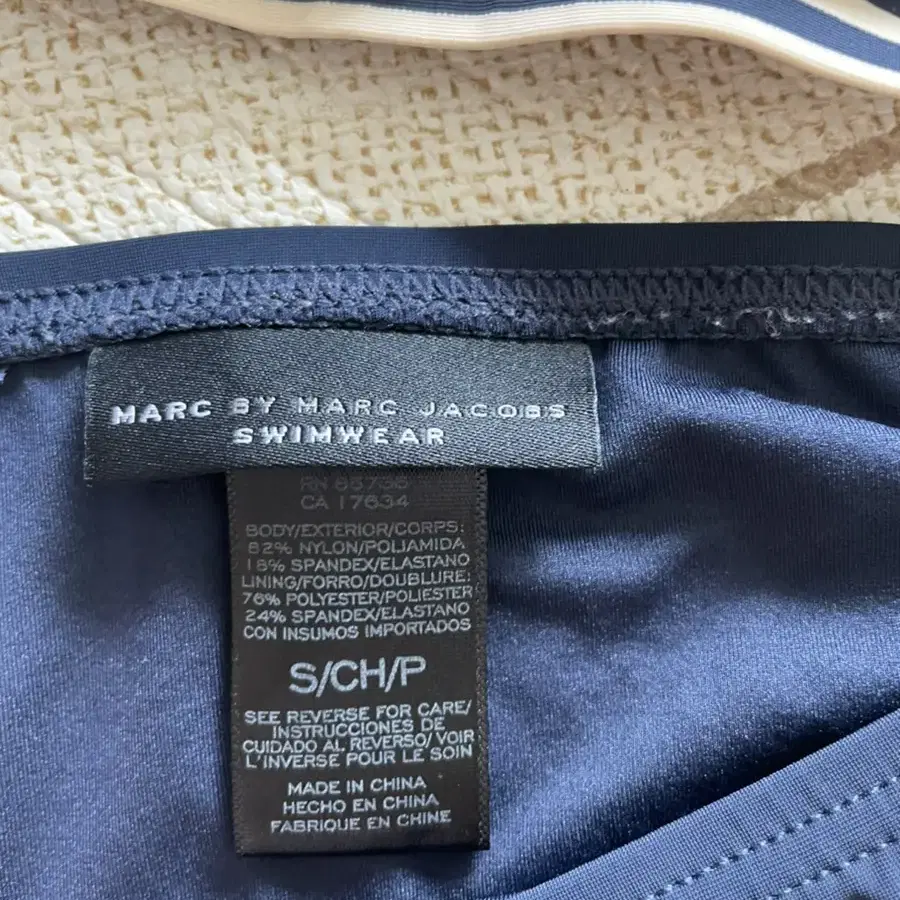 MARC BY MARC JACOBS
SWIMWEAR
RN 85736
CA 17634
BODY/EXTERIOR/CORPS:
82% NYLON/POLIAMIDA
18% SPANDEX/ELASTANO
LINING/FORRO/DOUBLURE:
76% POLYESTER/POLIESTER
24% SPANDEX/ELASTANO
CON INSUMOS IMPORTADOS
S/CH/P
SEE REVERSE FOR CARE/
INSTRUCCIONES DE
CUIDADO AL REVERSO/VOIR
L'INVERSE POUR LE SOIN
MADE IN CHINA
HECHO EN CHINA
FABRIQUE EN CHINE